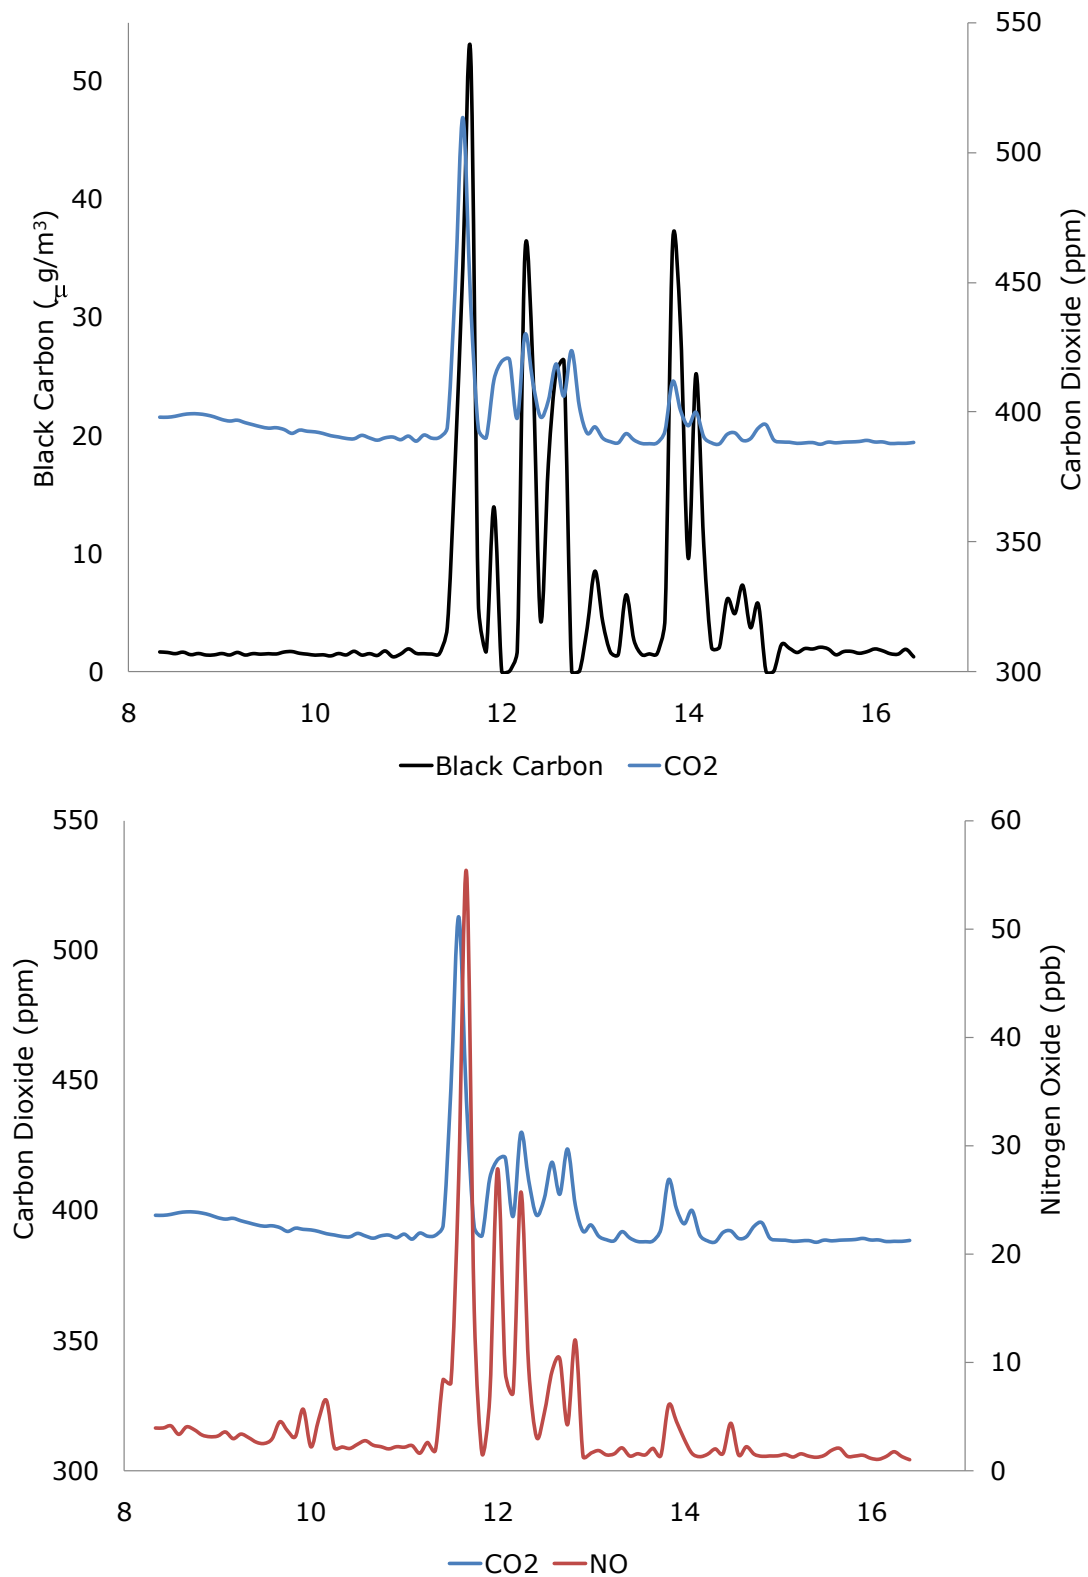 550
50
500
40
450
30
400
20
350
10
300
0
Black Carbon (_g/m³)
μ
Carbon Dioxide (ppm)
8 10 12 14 16
Black Carbon CO2
550 60
50
500
40
450
30
400
20
350
10
300 0
Carbon Dioxide (ppm)
Nitrogen Oxide (ppb)
8 10 12 14 16
CO2 NO